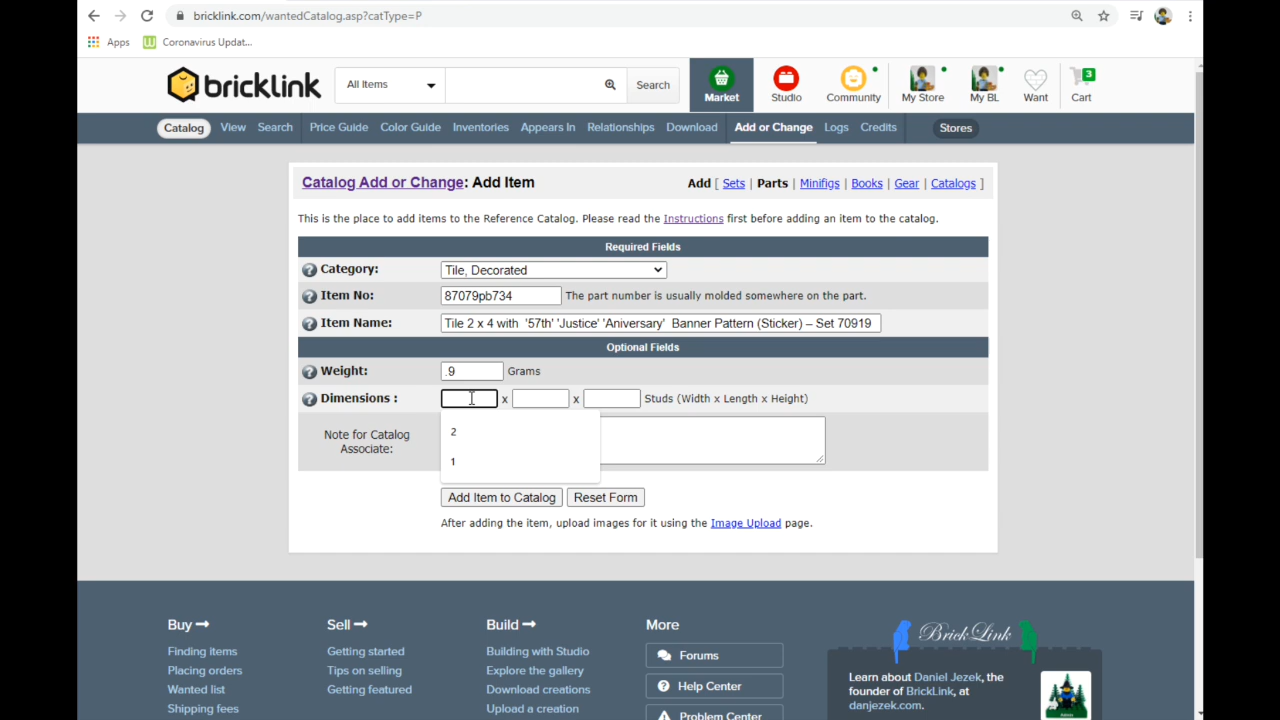 bricklink.com/wantedCatalog.asp?catType=P
Apps Coronavirus Updat...
bricklink All Items Search Market Studio Community My Store My BL Want 3 Cart
Catalog View Search Price Guide Color Guide Inventories Appears In Relationships Download Add or Change Logs Credits Stores
Catalog Add or Change: Add Item Add [ Sets | Parts | Minifigs | Books | Gear | Catalogs ]
This is the place to add items to the Reference Catalog. Please read the Instructions first before adding an item to the catalog.
Required Fields
? Category: Tile, Decorated
? Item No: 87079pb734 The part number is usually molded somewhere on the part.
? Item Name: Tile 2 x 4 with '57th' 'Justice' 'Aniversary' Banner Pattern (Sticker) – Set 70919
Optional Fields
? Weight: .9 Grams
? Dimensions : x x Studs (Width x Length x Height)
2
1
Note for Catalog
Associate:
Add Item to Catalog Reset Form
After adding the item, upload images for it using the Image Upload page.
Buy Sell Build More BrickLink
Finding items Getting started Building with Studio Forums
Placing orders Tips on selling Explore the gallery Help Center
Wanted list Getting featured Download creations
Shipping fees Upload a creation Problem Center
Learn about Daniel Jezek, the
founder of BrickLink, at
danjezek.com.